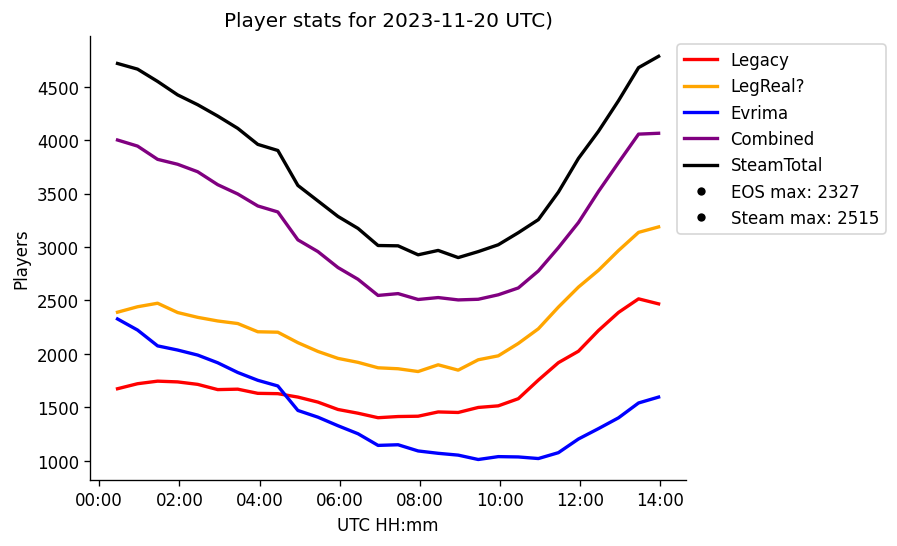 Player stats for 2023-11-20 UTC)
Players
4500
4000
3500
3000
2500
2000
1500
1000
00:00 02:00 04:00 06:00 08:00 10:00 12:00 14:00
UTC HH:mm
Legacy
LegReal?
Evrima
Combined
SteamTotal
EOS max: 2327
Steam max: 2515